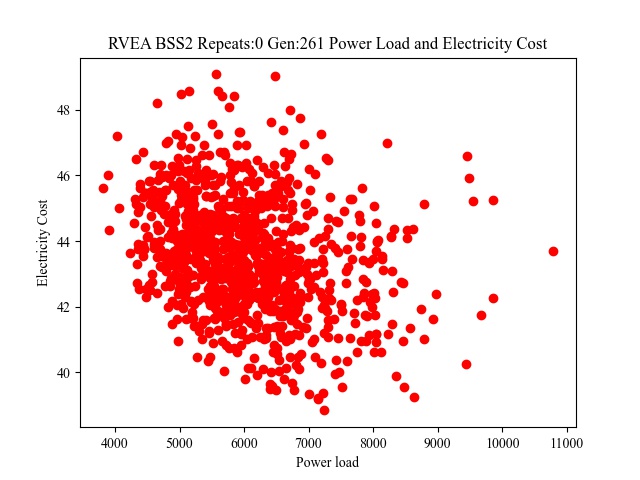 RVEA BSS2 Repeats:0 Gen:261 Power Load and Electricity Cost
48
46
44
42
40
Electricity Cost
4000 5000 6000 7000 8000 9000 10000 11000
Power load